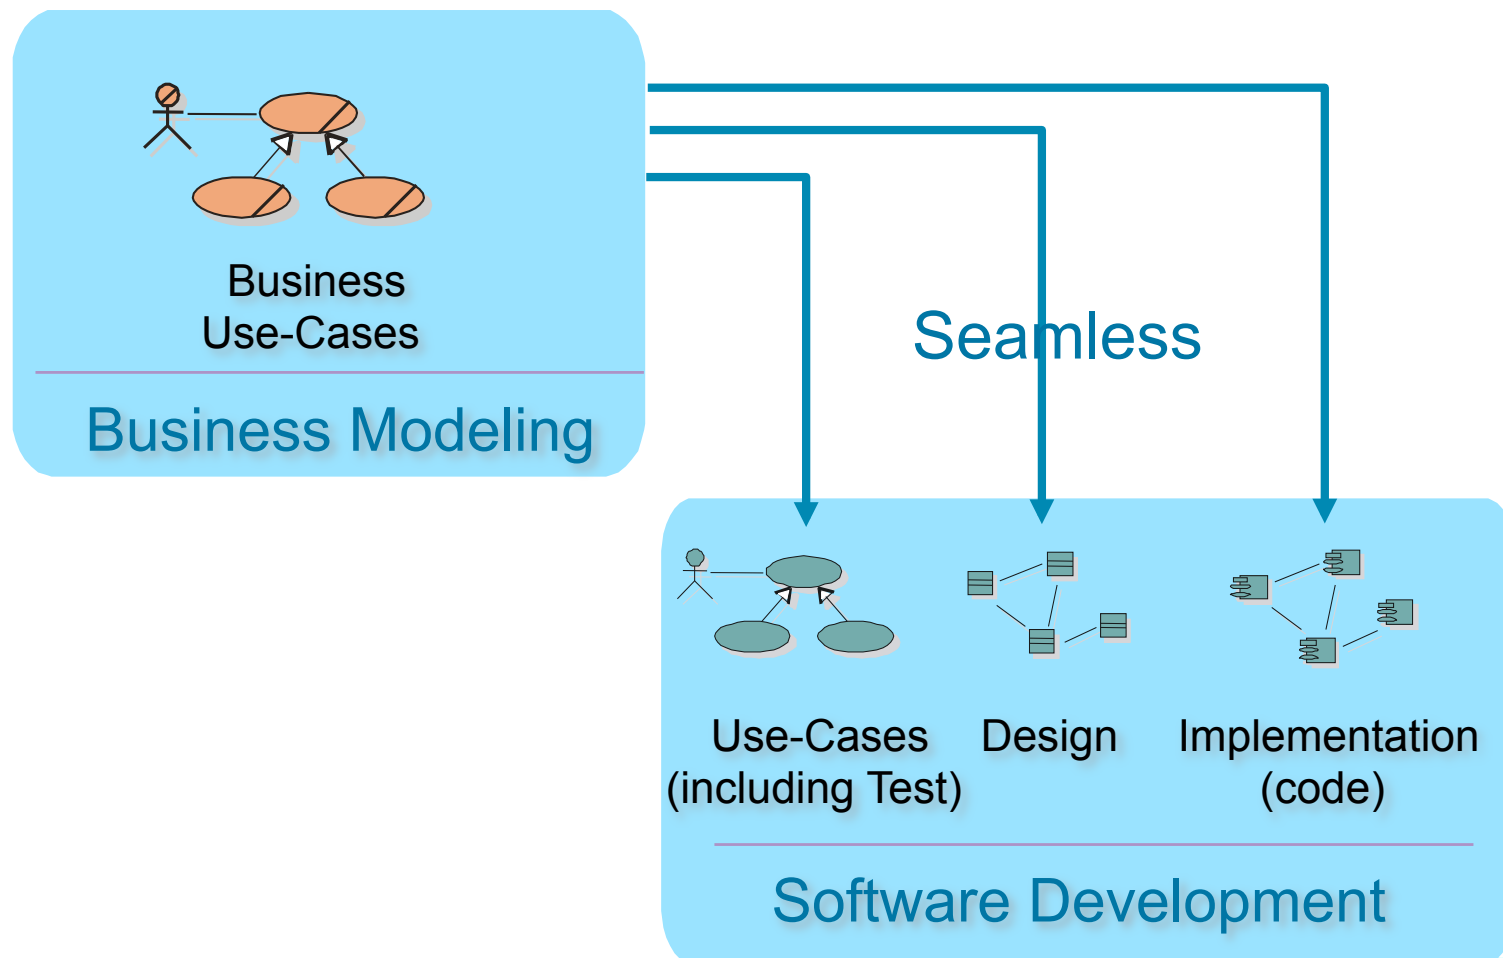 Business
Use-Cases
Business Modeling
Seamless
Use-Cases
(including Test)
Design
Implementation
(code)
Software Development